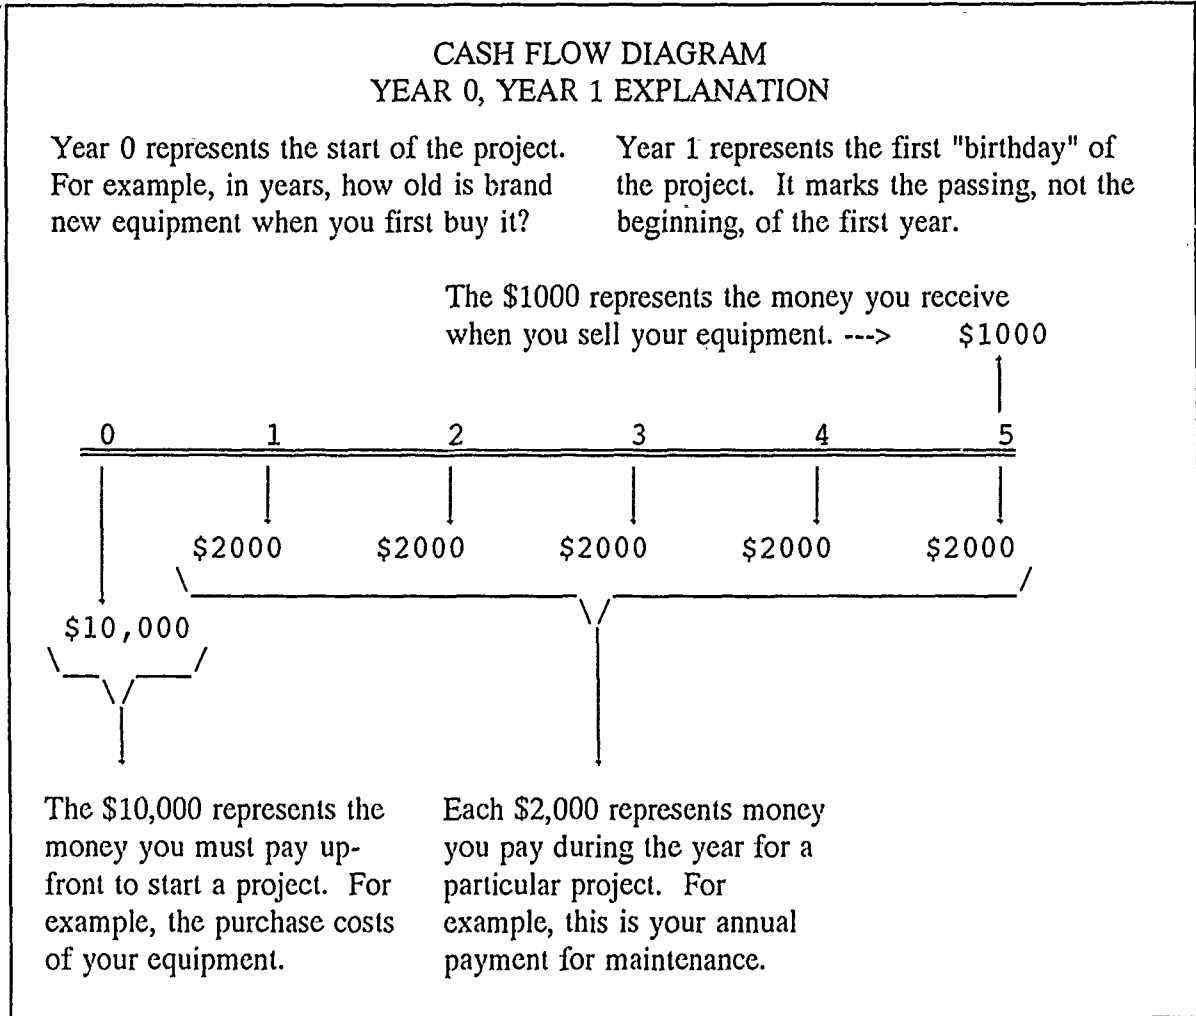 CASH FLOW DIAGRAM
YEAR 0, YEAR 1 EXPLANATION
Year 0 represents the start of the project.
For example, in years, how old is brand
new equipment when you first buy it?
Year 1 represents the first "birthday" of
the project. It marks the passing, not the
beginning, of the first year.
The $1000 represents the money you receive
when you sell your equipment. ---> $1000
0 1 2 3 4 5
$2000 $2000 $2000 $2000 $2000
$10,000
The $10,000 represents the
money you must pay up-
front to start a project. For
example, the purchase costs
of your equipment.
Each $2,000 represents money
you pay during the year for a
particular project. For
example, this is your annual
payment for maintenance.